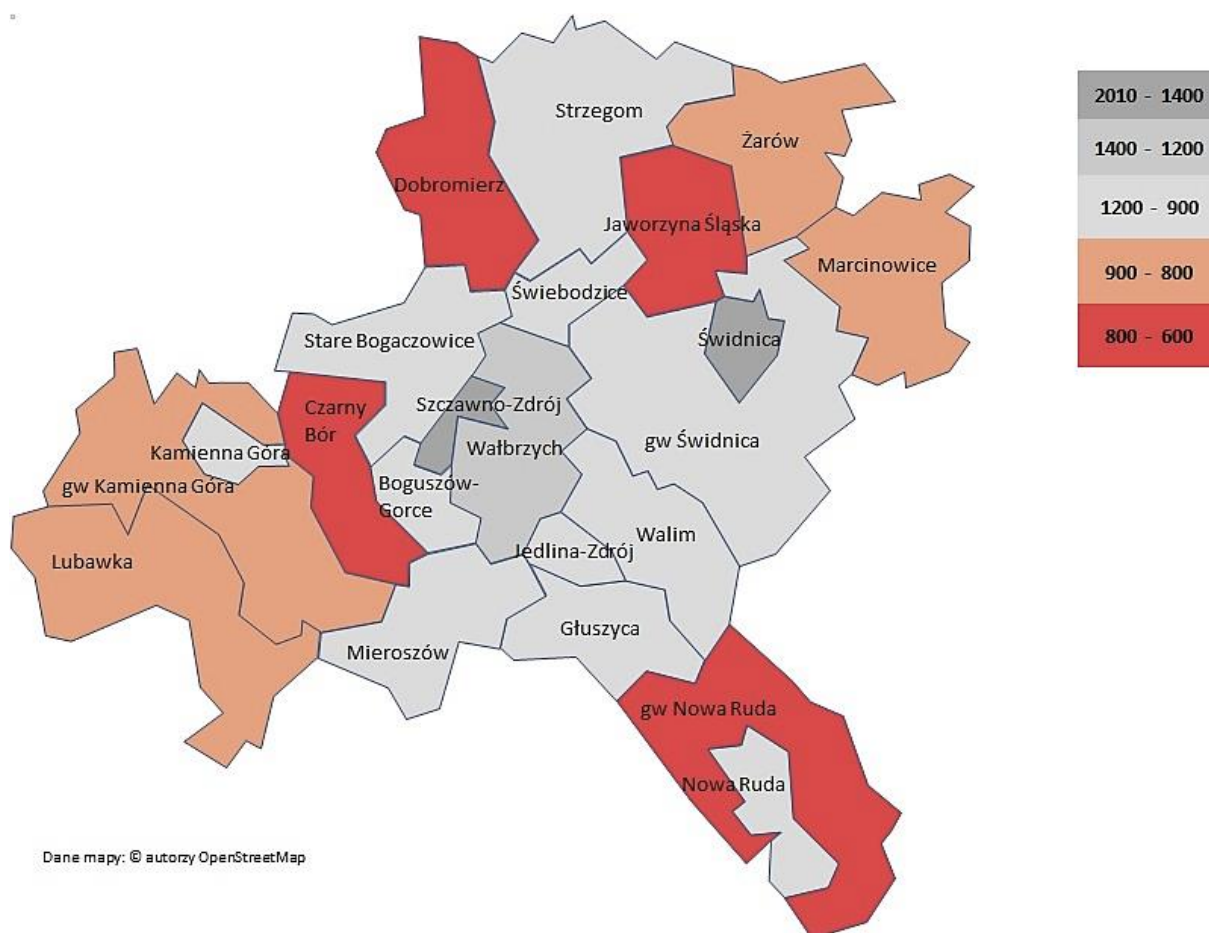 Strzegom
Żarów
Dobromierz
Jaworzyna Śląska
Marcinowice
Świebodzice
Stare Bogaczowice
Świdnica
Szczawno-Zdrój
Czarny
Bór
gw Świdnica
Wałbrzych
Kamienna Góra
gw Kamienna Góra
Boguszów-
Gorce
Walim
Jedlina-Zdrój
Lubawka
Głuszyca
Mieroszów
gw Nowa Ruda
Nowa Ruda
2010 - 1400
1400 - 1200
1200 - 900
900 - 800
800 - 600
Dane mapy: © autorzy OpenStreetMap